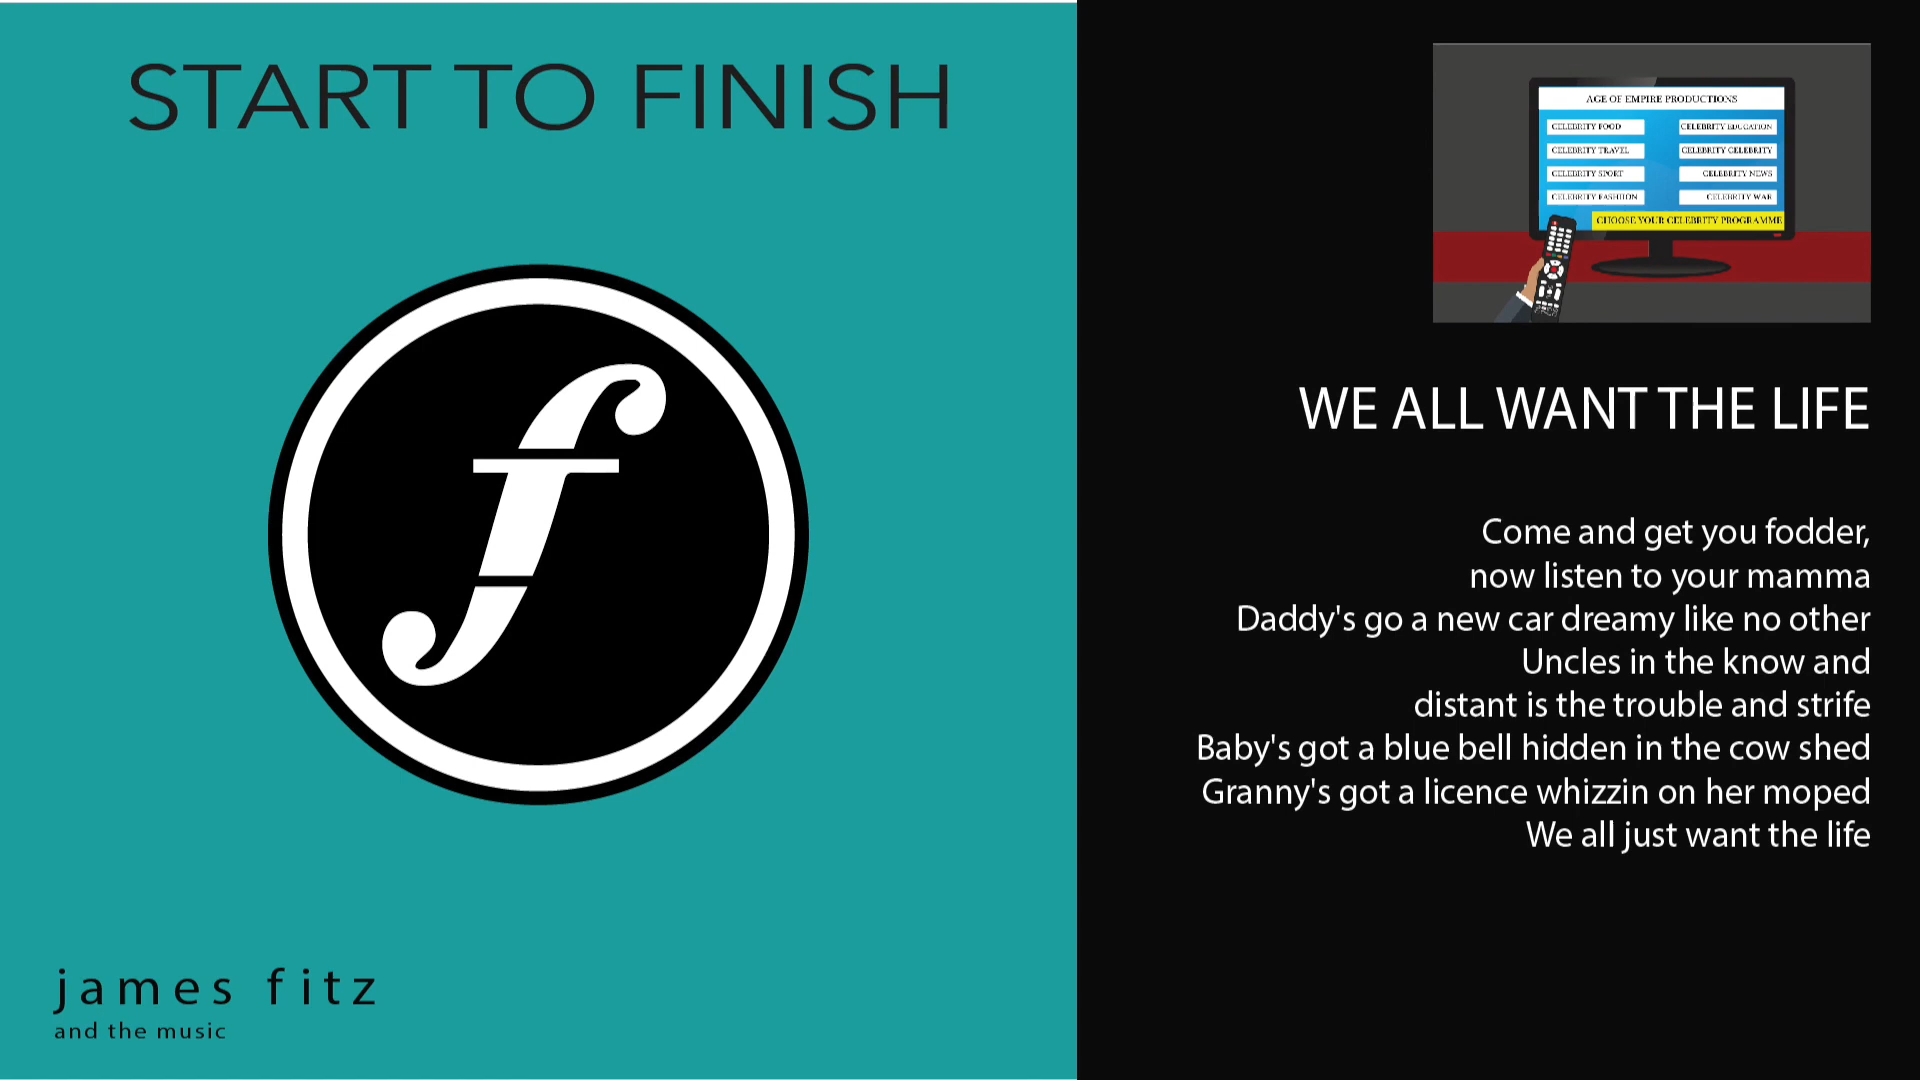 START TO FINISH
f
james fitz
and the music
AGE OF EMPIRE PRODUCTIONS
CELEBRITY FOOD
CELEBRITY EDUCATION
CELEBRITY TRAVEL
CELEBRITY CELEBRITY
CELEBRITY SPORT
CELEBRITY NEWS
CELEBRITY FASHION
CELEBRITY WAR
CHOOSE YOUR CELEBRITY PROGRAMME
WE ALL WANT THE LIFE
Come and get you fodder,
now listen to your mamma
Daddy's go a new car dreamy like no other
Uncles in the know and
distant is the trouble and strife
Baby's got a blue bell hidden in the cow shed
Granny's got a licence whizzin on her moped
We all just want the life